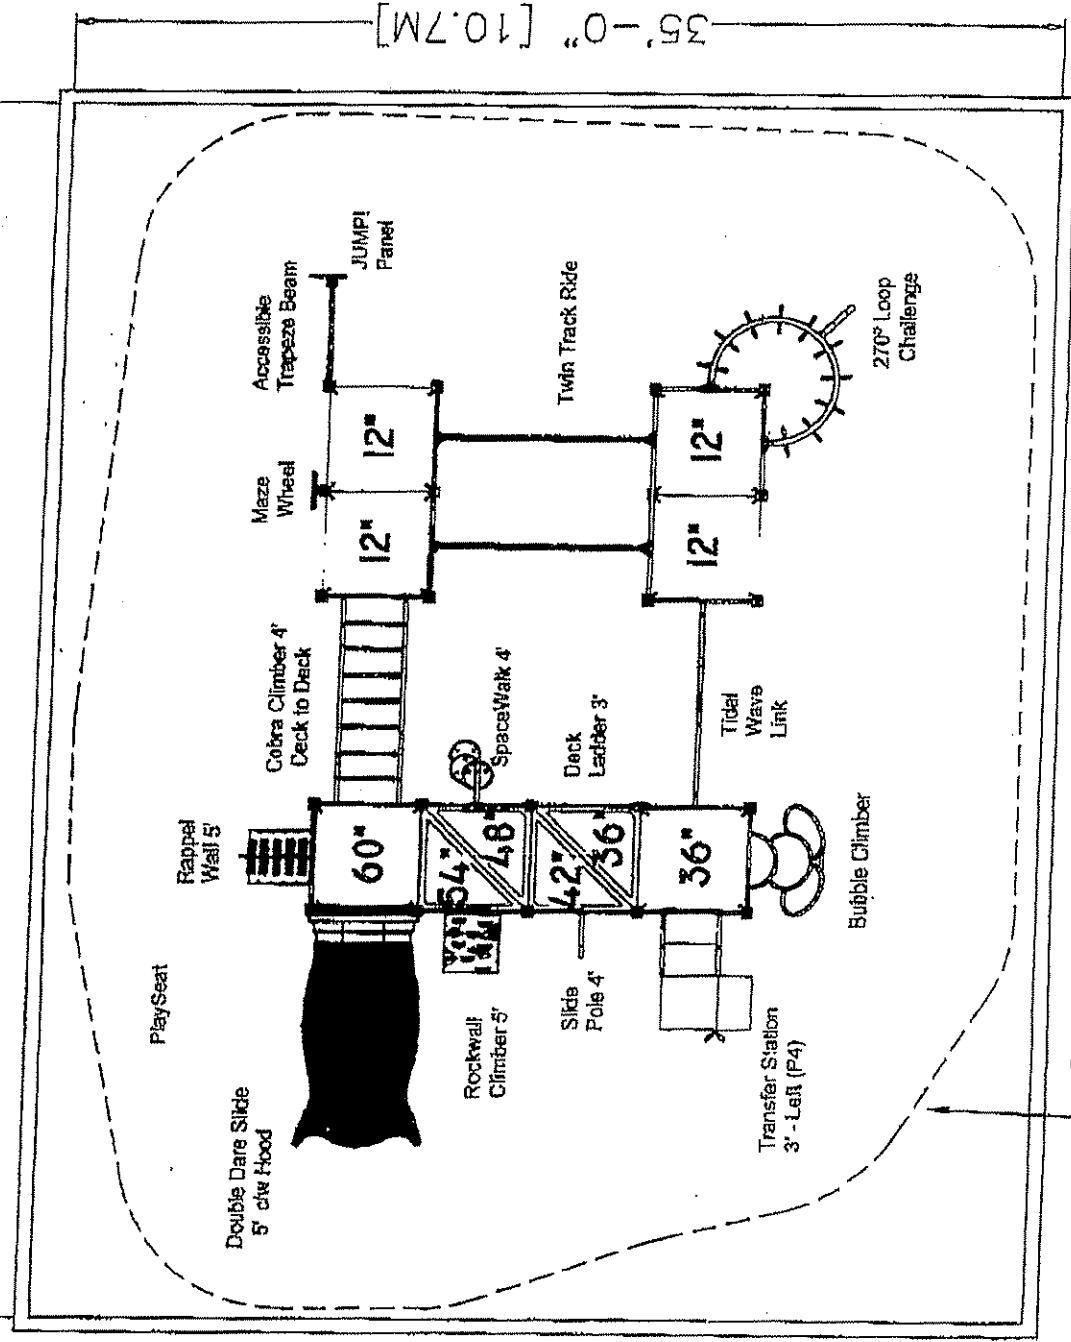 35'-0" [10.7M]
JUMP!
Panel
Accessible
Trapeze Beam
Maze
Wheel
12"
12"
Twin Track Ride
12"
12"
270° Loop
Challenge
Cobra Climber 4'
Deck to Deck
SpaceWalk 4'
Deck
Ladder 3'
Tidal
Wave
Link
Rappel
Wall 5'
60"
54"
48"
42"
36"
36"
Bubble Climber
PlaySeat
Double Dare Slide
5' c/w Hood
Rockwall
Climber 5'
Slide
Pole 4'
Transfer Station
3' - Left (P4)